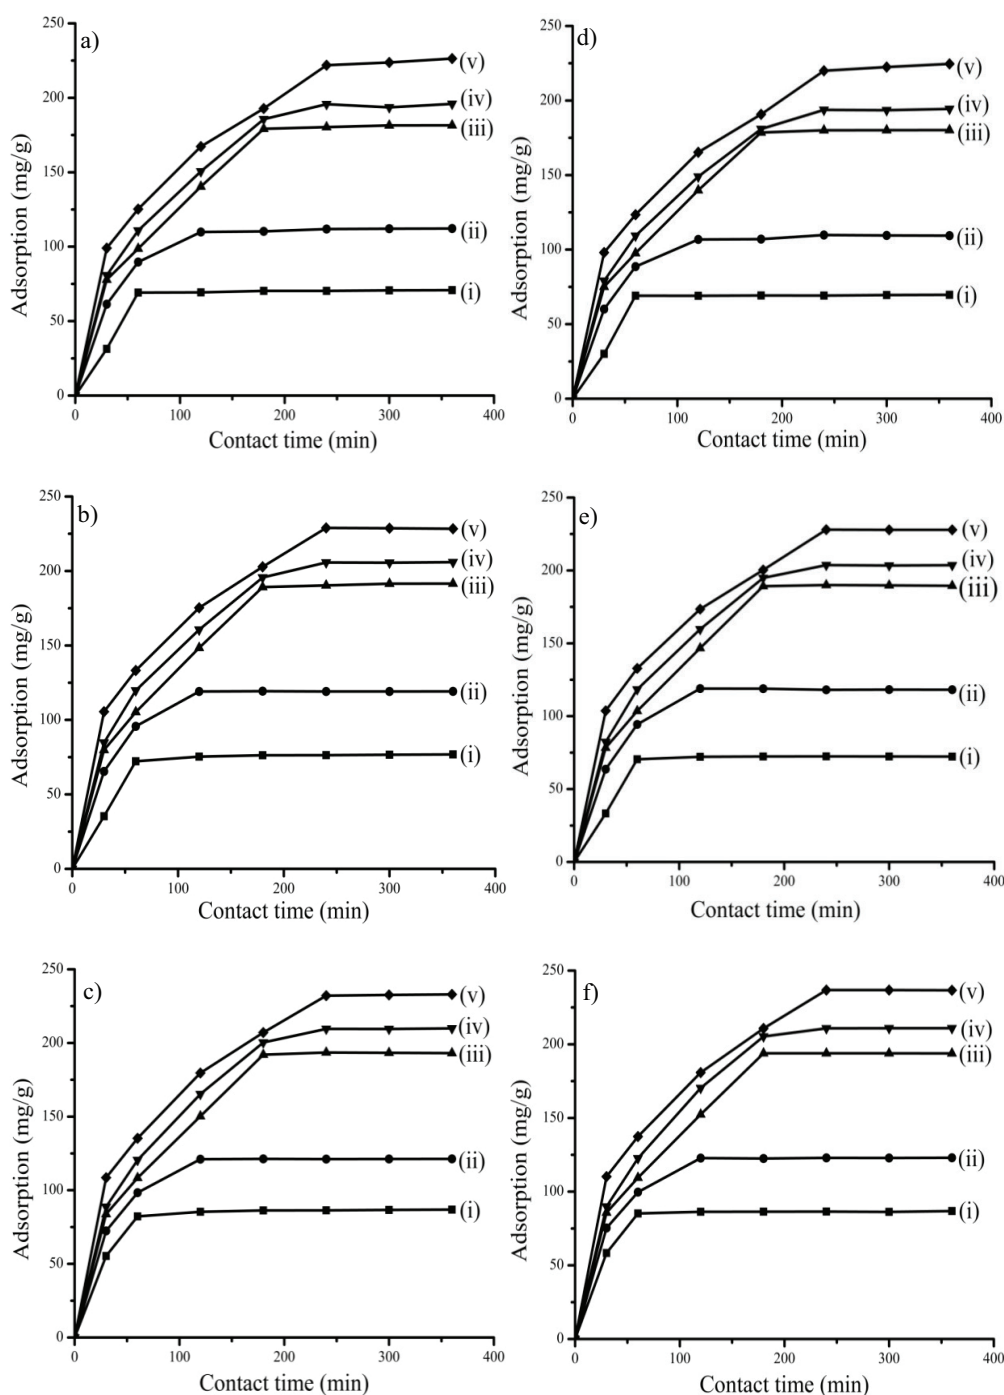 a)
250
200
150
100
50
0
Adsorption (mg/g)
(v)
(iv)
(iii)
(ii)
(i)
0 100 200 300 400
Contact time (min)
d)
250
200
150
100
50
0
Adsorption (mg/g)
(v)
(iv)
(iii)
(ii)
(i)
0 100 200 300 400
Contact time (min)
b)
250
200
150
100
50
0
Adsorption (mg/g)
(v)
(iv)
(iii)
(ii)
(i)
0 100 200 300 400
Contact time (min)
e)
250
200
150
100
50
0
Adsorption (mg/g)
(v)
(iv)
(iii)
(ii)
(i)
0 100 200 300 400
Contact time (min)
c)
250
200
150
100
50
0
Adsorption (mg/g)
(v)
(iv)
(iii)
(ii)
(i)
0 100 200 300 400
Contact time (min)
f)
250
200
150
100
50
0
Adsorption (mg/g)
(v)
(iv)
(iii)
(ii)
(i)
0 100 200 300 400
Contact time (min)